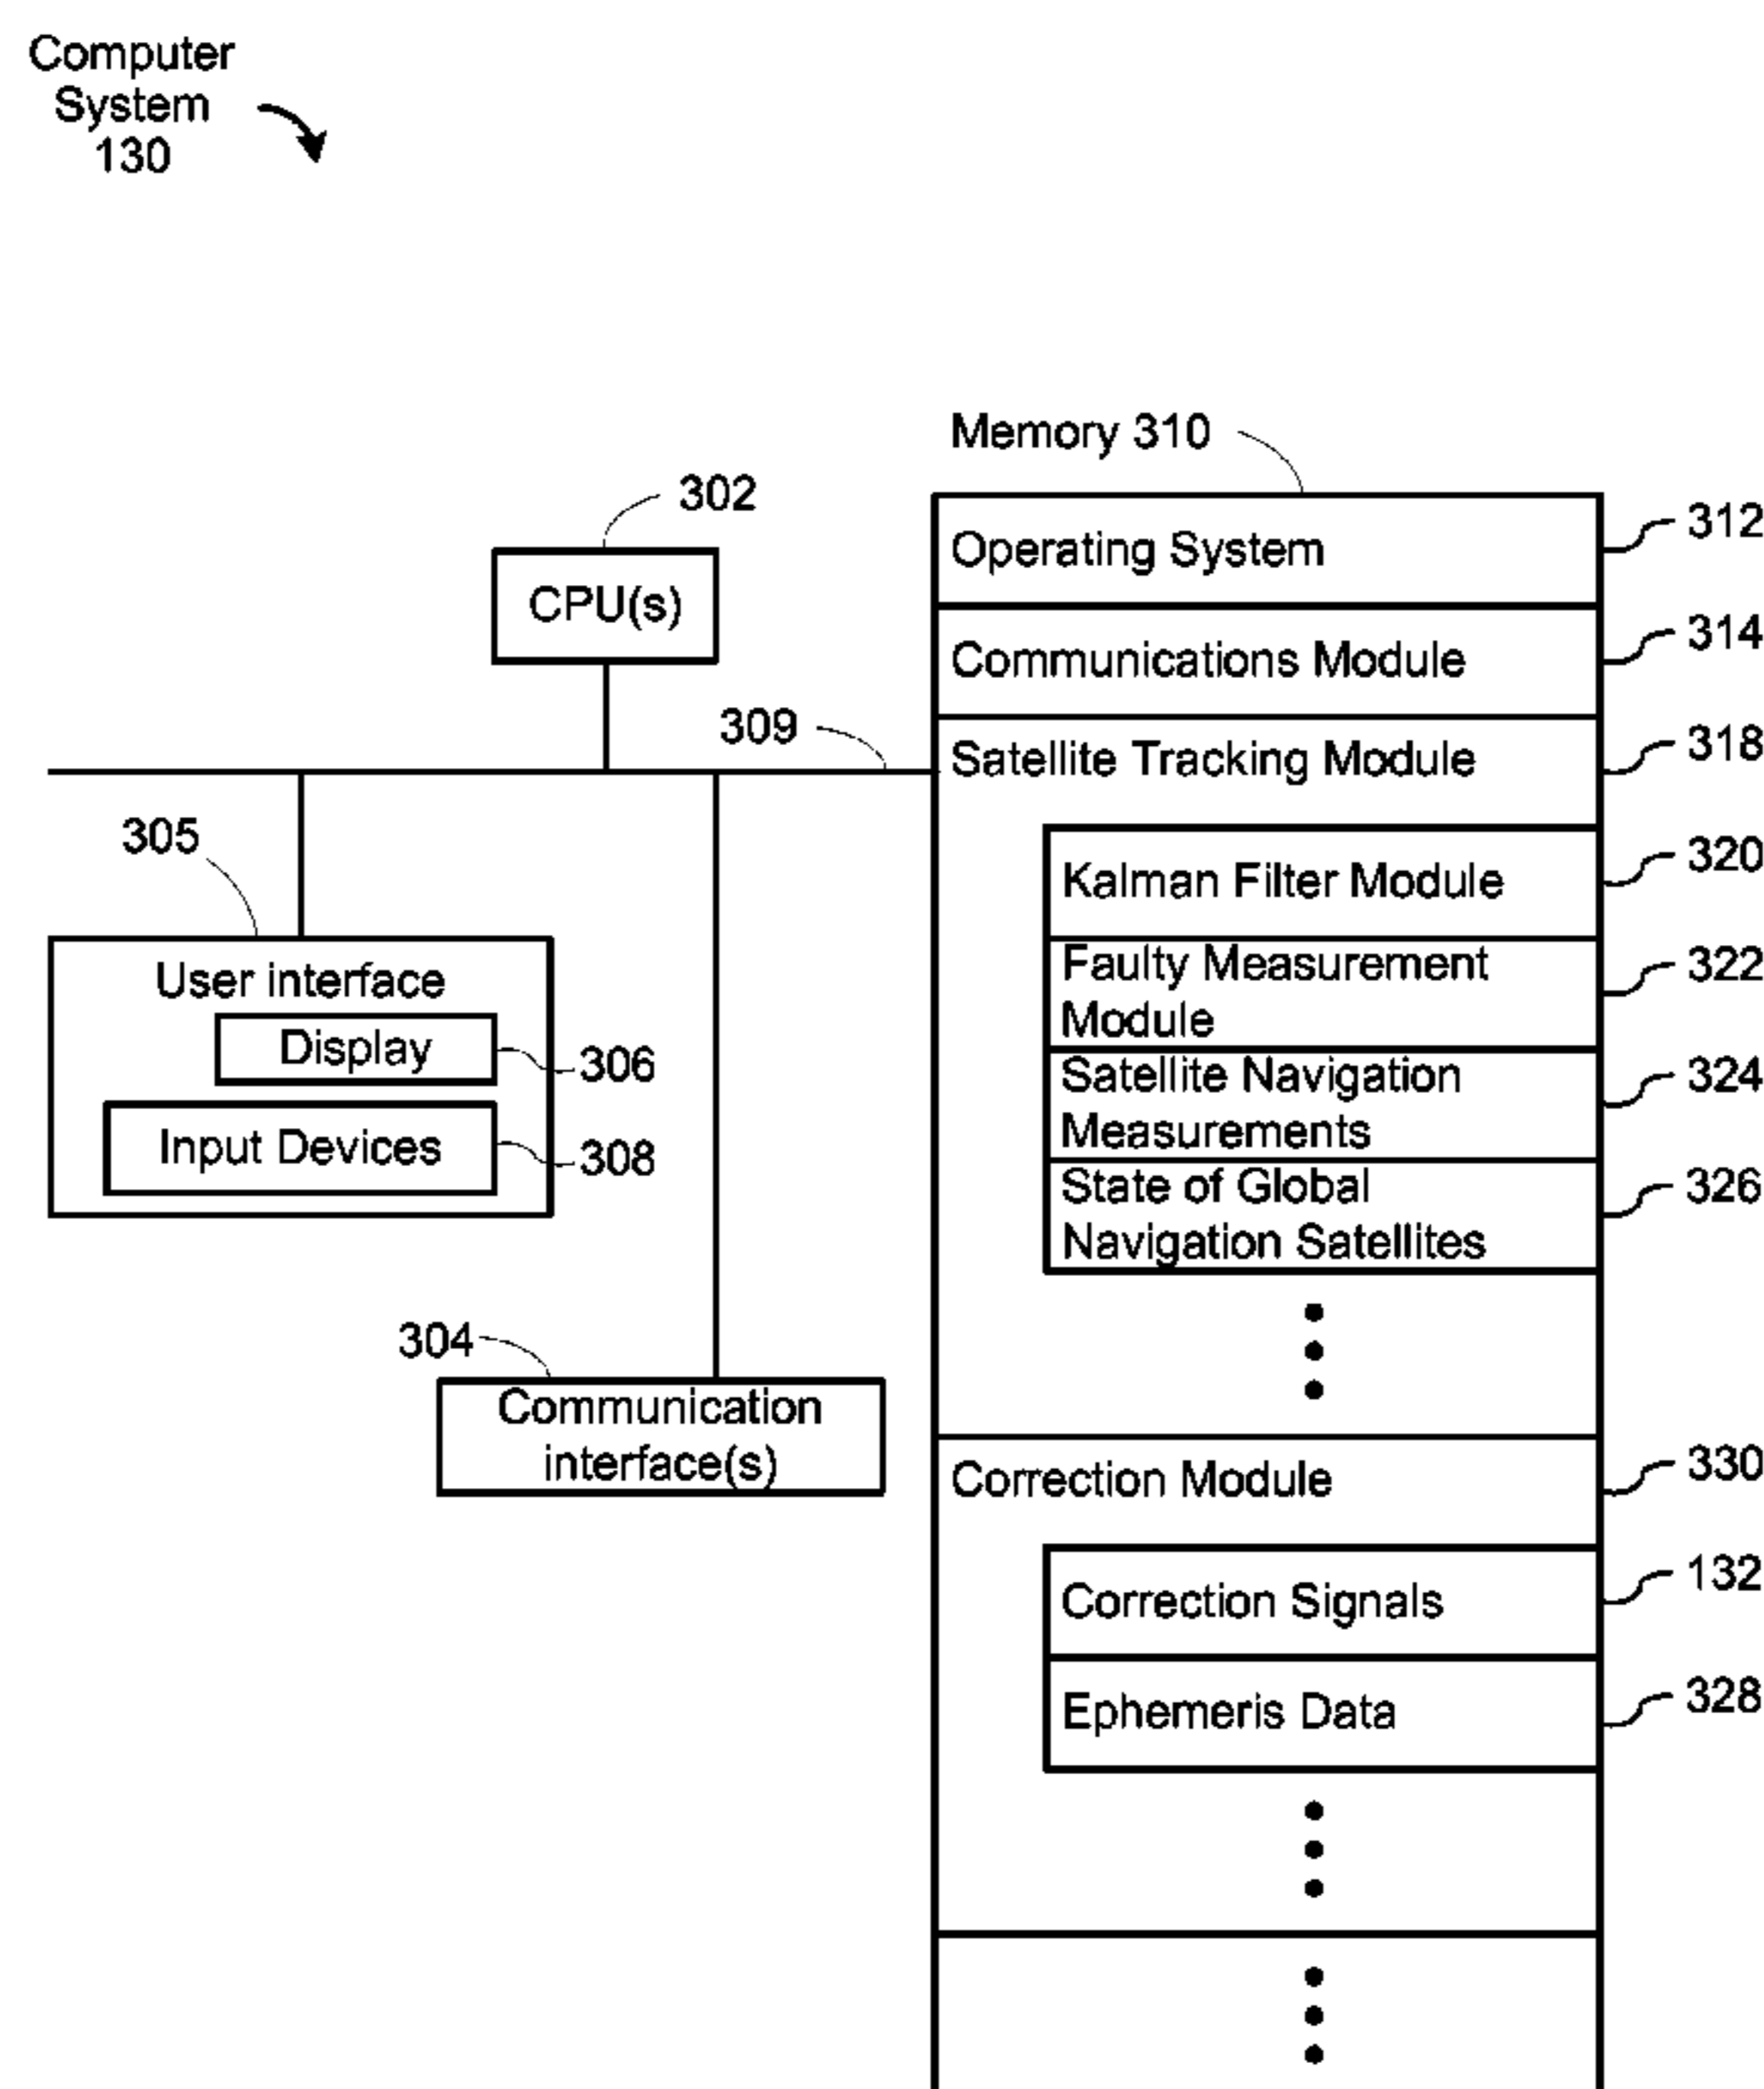 Computer
System
130
Memory 310
302
312
Operating System
CPU(s)
314
Communications Module
309
318
Satellite Tracking Module
305
320
Kalman Filter Module
User interface
322
Faulty Measurement
Module
Display
306
324
Satellite Navigation
Measurements
Input Devices
308
326
State of Global
Navigation Satellites
304
Communication
interface(s)
330
Correction Module
132
Correction Signals
328
Ephemeris Data